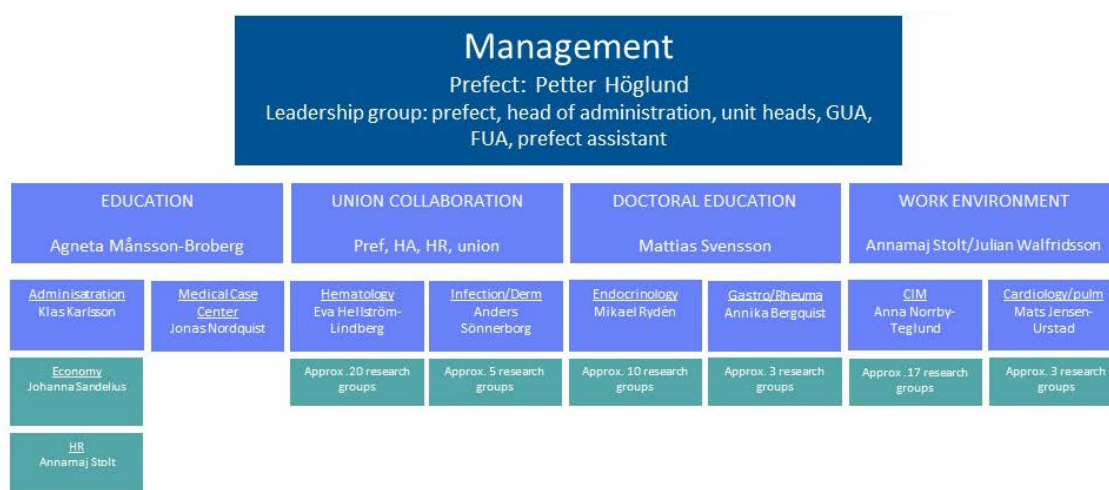 Management
Prefect: Petter Höglund
Leadership group: prefect, head of administration, unit heads, GUA,
FUA, prefect assistant
EDUCATION
Agneta Månsson-Broberg
UNION COLLABORATION
Pref, HA, HR, union
DOCTORAL EDUCATION
Mattias Svensson
WORK ENVIRONMENT
Annamaj Stolt/Julian Walfridsson
Adminisatration
Klas Karlsson
Medical Case
Center
Jonas Nordquist
Hematology
Eva Hellström-
Lindberg
Infection/Derm
Anders
Sönnerborg
Endocrinology
Mikael Rydèn
Gastro/Rheuma
Annika Bergquist
CIM
Anna Norrby-
Teglund
Cardiology/pulm
Mats Jensen-
Urstad
Economy
Johanna Sandelius
Approx. 20 research
groups
Approx. 5 research
groups
Approx. 10 research
groups
Approx. 3 research
groups
Approx. 17 research
groups
Approx. 3 research
groups
HR
Annamaj Stolt